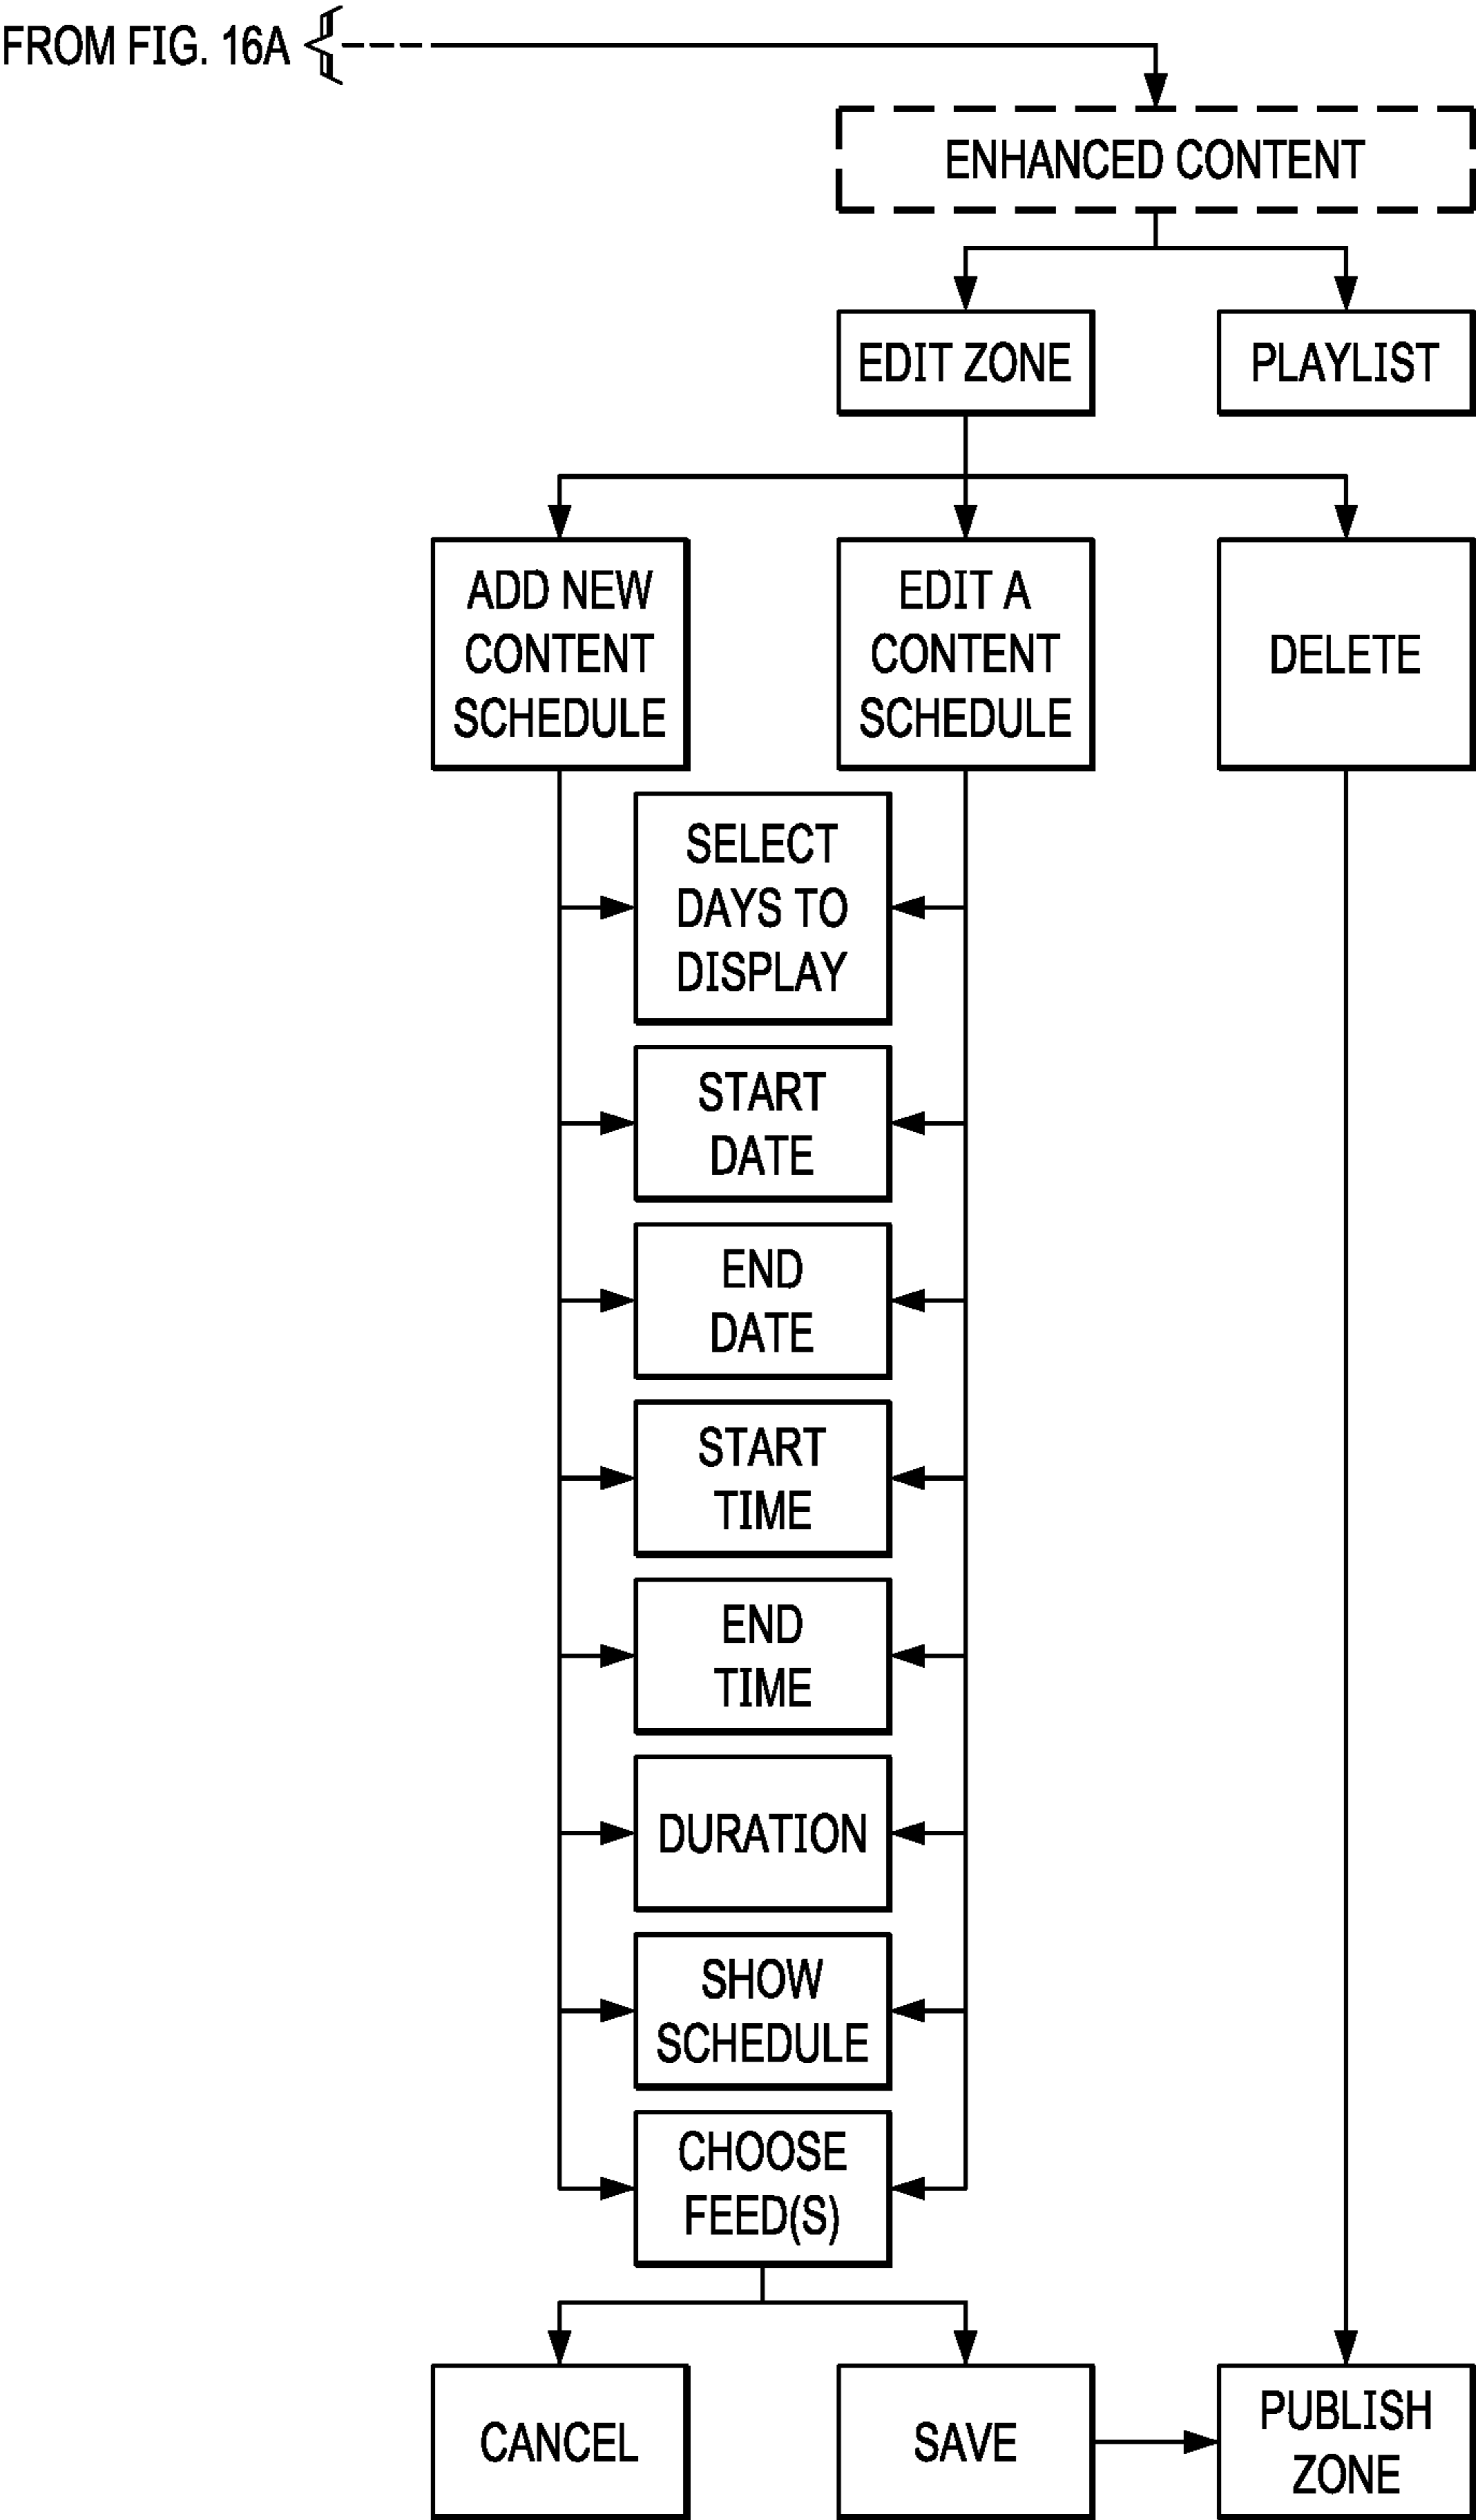 FROM FIG. 16A
ENHANCED CONTENT
EDIT ZONE
PLAYLIST
ADD NEW
CONTENT
SCHEDULE
EDIT A
CONTENT
SCHEDULE
DELETE
SELECT
DAYS TO
DISPLAY
START
DATE
END
DATE
START
TIME
END
TIME
DURATION
SHOW
SCHEDULE
CHOOSE
FEED(S)
CANCEL
SAVE
PUBLISH
ZONE